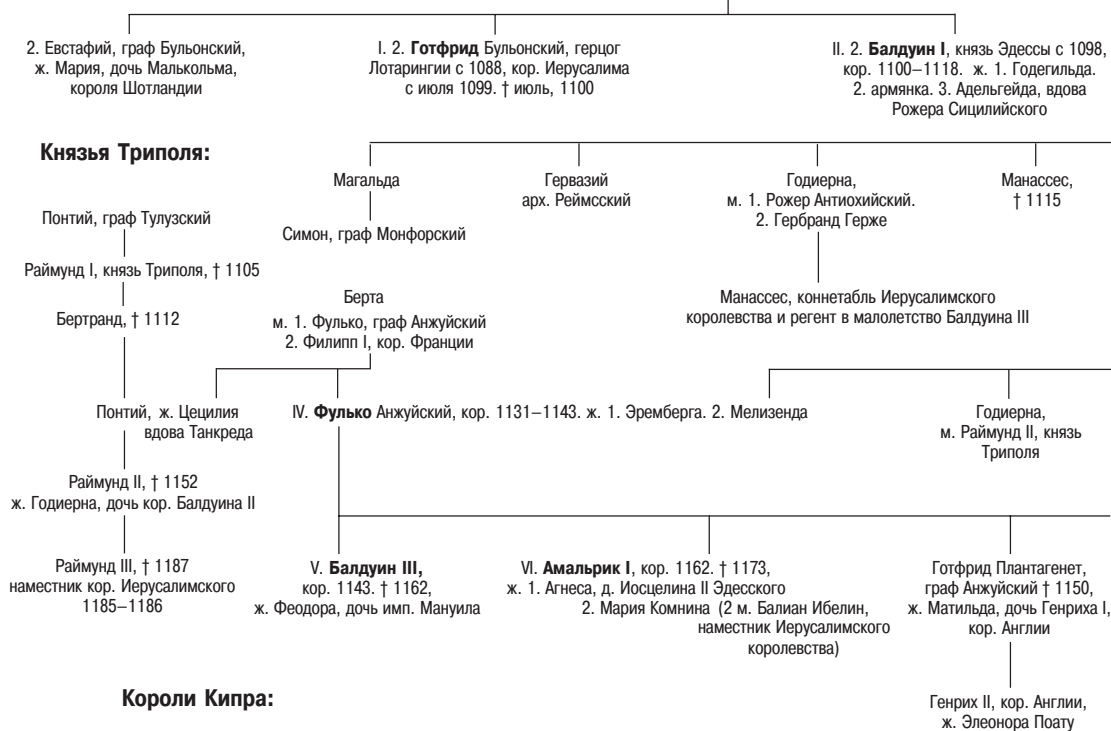 2. Евстафий, граф Бульонский,
ж. Мария, дочь Малькольма,
короля Шотландии
I. 2. Готфрид Бульонский, герцог
Лотарингии с 1088, кор. Иерусалима
с июля 1099. † июль, 1100
II. 2. Балдуин I, князь Эдессы с 1098,
кор. 1100–1118. ж. 1. Годегильда.
2. армянка. 3. Адельгейда, вдова
Рожера Сицилийского
Князья Триполя:
Магальда
Гервазий
арх. Реймсский
Годиерна,
м. 1. Рожер Антиохийский.
2. Гербранд Герже
Манассес,
† 1115
Понтий, граф Тулузский
Симон, граф Монфорский
Раймунд I, князь Триполя, † 1105
Бертранд, † 1112
Берта
м. 1. Фулько, граф Анжуйский
2. Филипп I, кор. Франции
Манассес, коннетабль Иерусалимского
королевства и регент в малолетство Балдуина III
Понтий, ж. Цецилия
вдова Танкреда
IV. Фулько Анжуйский, кор. 1131–1143. ж. 1. Эремберга. 2. Мелизенда
Годиерна,
м. Раймунд II, князь
Триполя
Раймунд II, † 1152
ж. Годиерна, дочь кор. Балдуина II
Раймунд III, † 1187
наместник кор. Иерусалимского
1185–1186
V. Балдуин III,
кор. 1143. † 1162,
ж. Феодора, дочь имп. Мануила
VI. Амальрик I, кор. 1162. † 1173,
ж. 1. Агнеса, д. Иосцелина II Эдесского
2. Мария Комнина (2 м. Балиан Ибелин,
наместник Иерусалимского
королевства)
Готфрид Плантагенет,
граф Анжуйский † 1150,
ж. Матильда, дочь Генриха I,
кор. Англии
Короли Кипра:
Генрих II, кор. Англии,
ж. Элеонора Поату